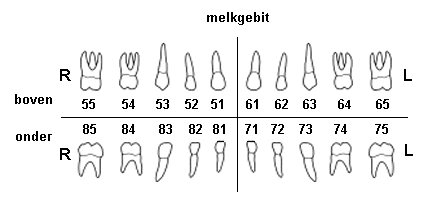 melkgebit
R L
boven 55 54 53 52 51 61 62 63 64 65
onder 85 84 83 82 81 71 72 73 74 75
R L